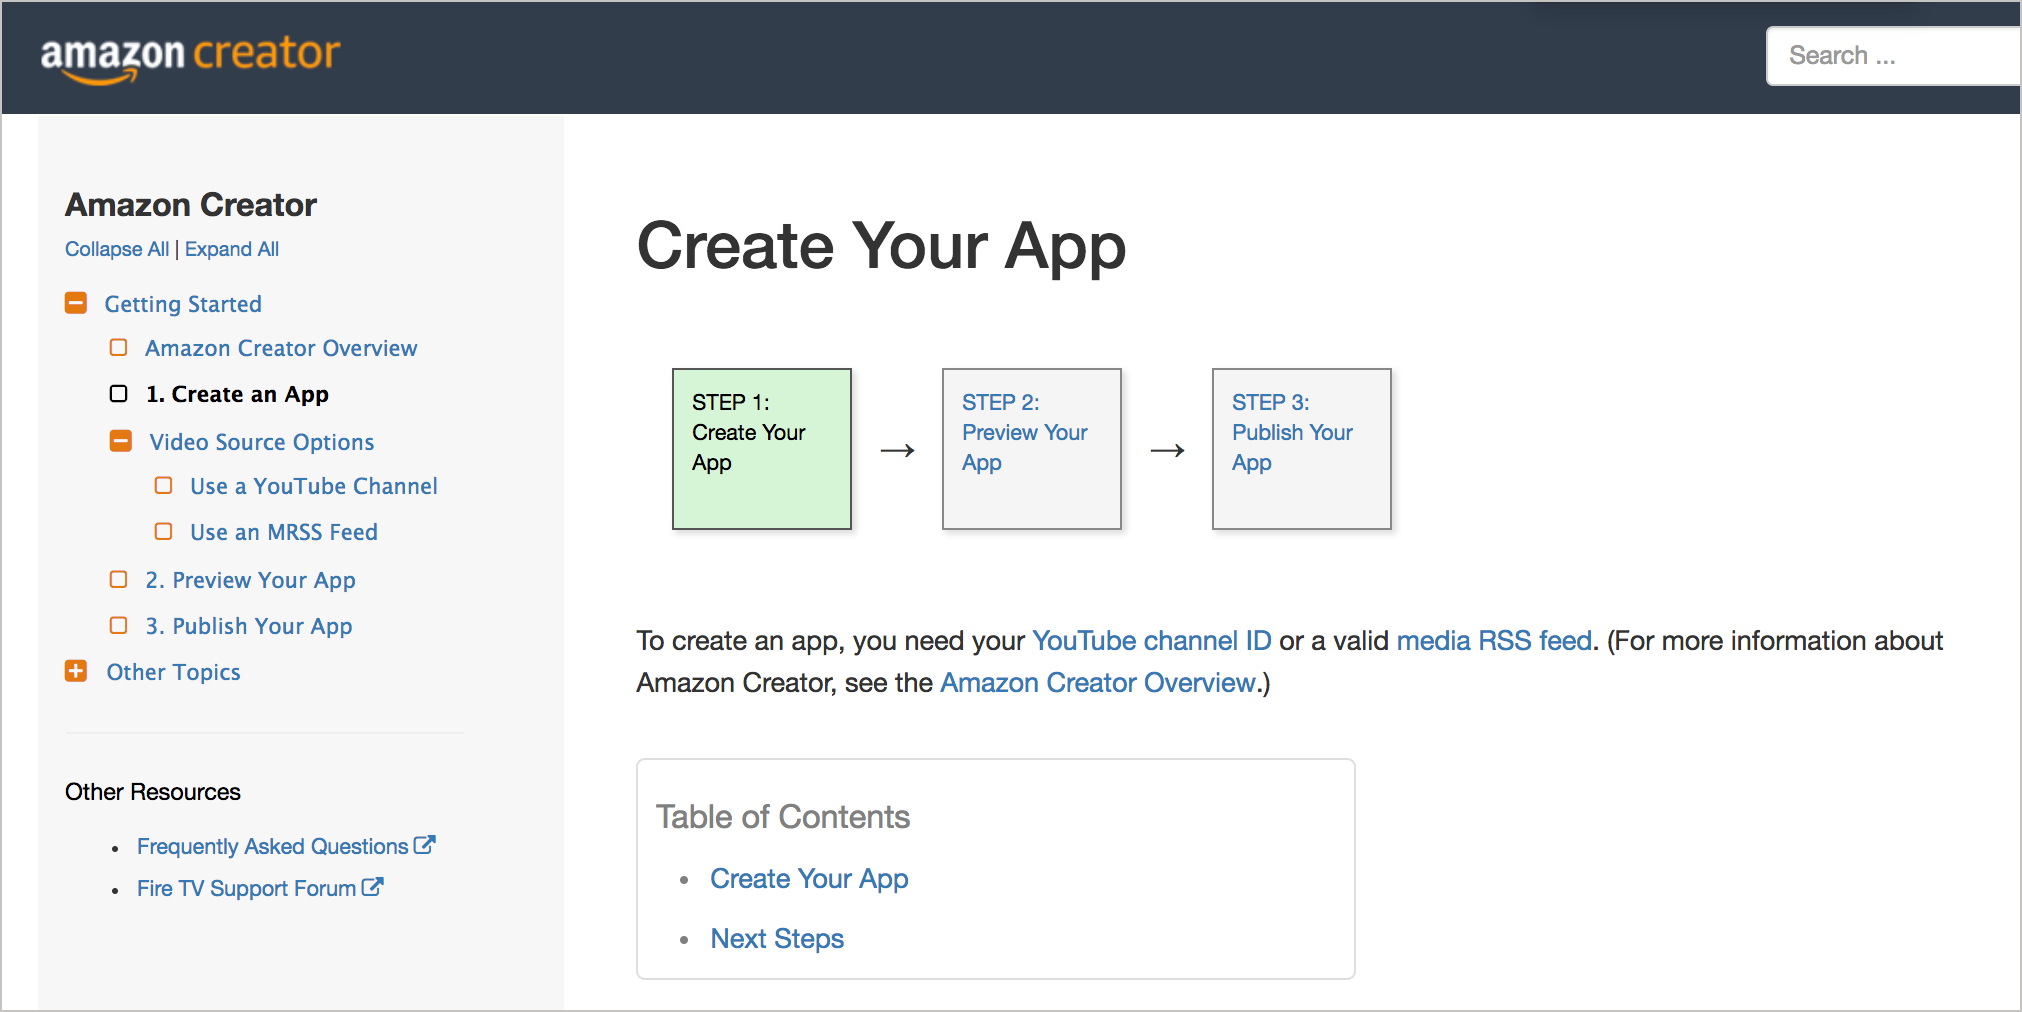 amazon creator
Search ...
Amazon Creator
Collapse All | Expand All
Getting Started
Amazon Creator Overview
1. Create an App
Video Source Options
Use a YouTube Channel
Use an MRSS Feed
2. Preview Your App
3. Publish Your App
Other Topics
Other Resources
• Frequently Asked Questions
• Fire TV Support Forum
Create Your App
STEP 1:
Create Your
App
→
STEP 2:
Preview Your
App
→
STEP 3:
Publish Your
App
To create an app, you need your YouTube channel ID or a valid media RSS feed. (For more information about
Amazon Creator, see the Amazon Creator Overview.)
Table of Contents
• Create Your App
• Next Steps